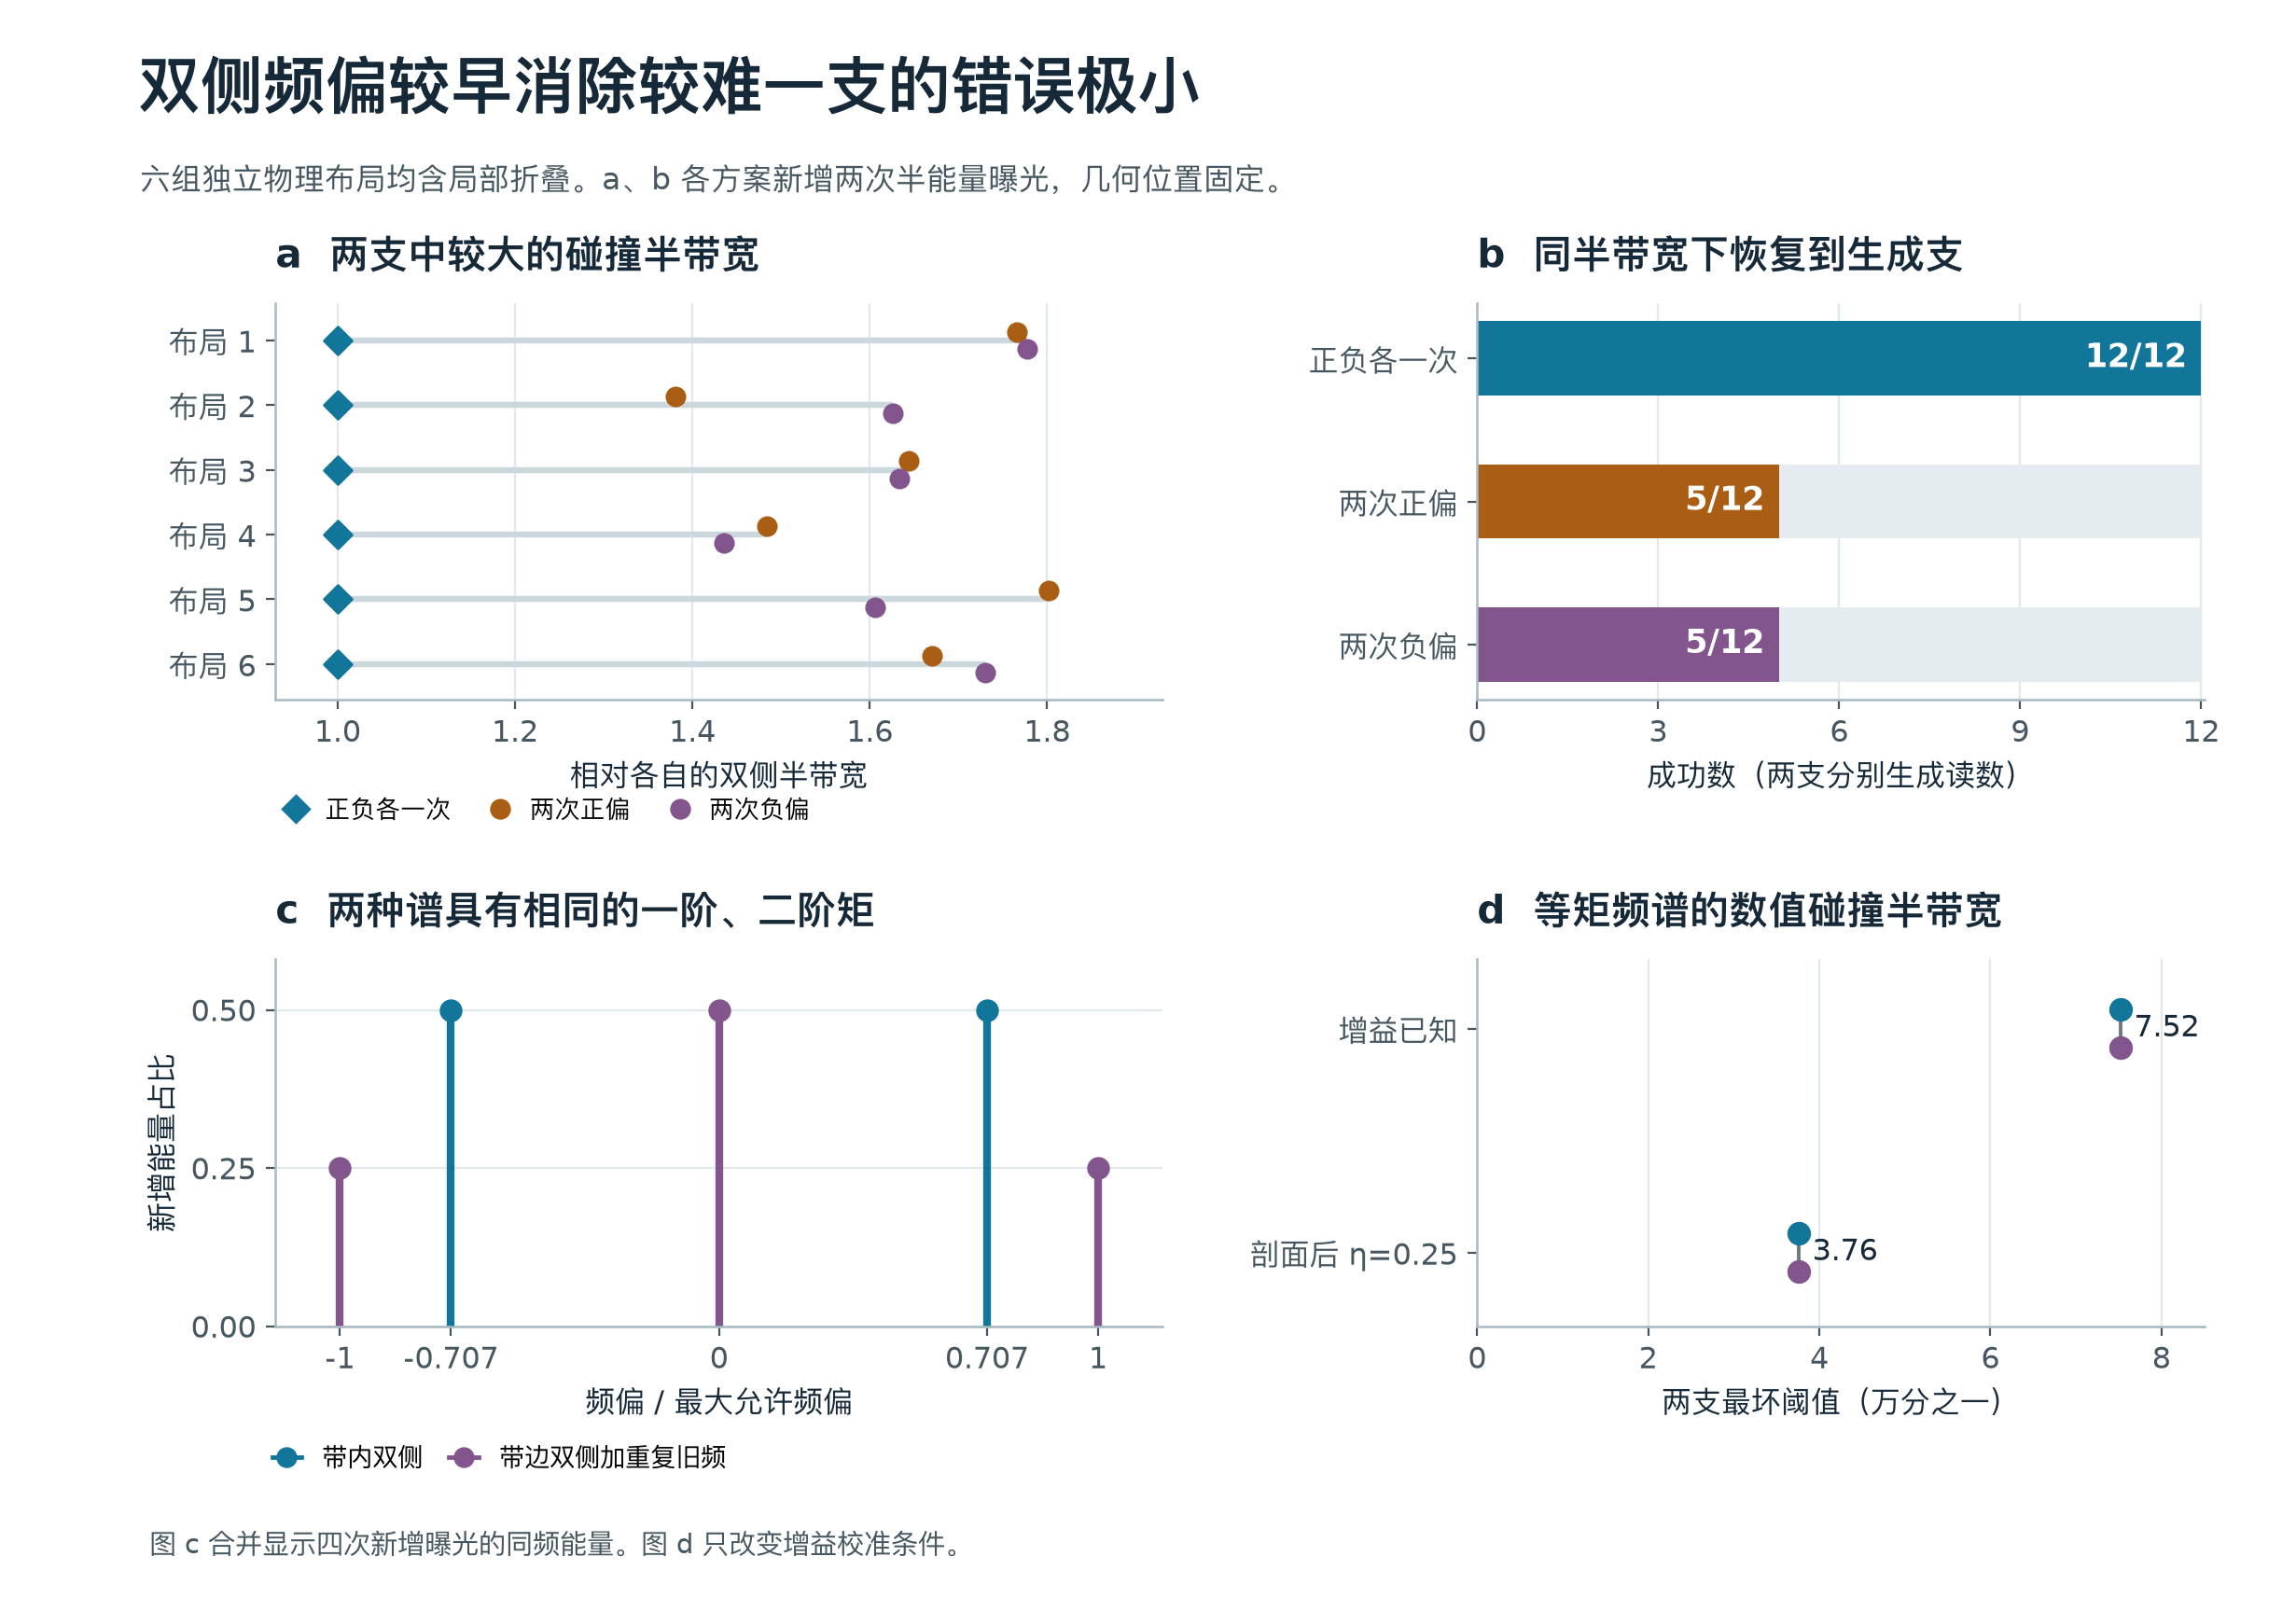 双侧频偏较早消除较难一支的错误极小
六组独立物理布局均含局部折叠。a、b 各方案新增两次半能量曝光，几何位置固定。
a 两支中较大的碰撞半带宽
布局 1
布局 2
布局 3
布局 4
布局 5
布局 6
1.0 1.2 1.4 1.6 1.8
相对各自的双侧半带宽
正负各一次 两次正偏 两次负偏
b 同半带宽下恢复到生成支
正负各一次 12/12
两次正偏 5/12
两次负偏 5/12
0 3 6 9 12
成功数（两支分别生成读数）
c 两种谱具有相同的一阶、二阶矩
新增能量占比
0.50
0.25
0.00
-1 -0.707 0 0.707 1
频偏 / 最大允许频偏
带内双侧 带边双侧加重复旧频
d 等矩频谱的数值碰撞半带宽
增益已知 7.52
剖面后 η=0.25 3.76
0 2 4 6 8
两支最坏阈值（万分之一）
图 c 合并显示四次新增曝光的同频能量。图 d 只改变增益校准条件。